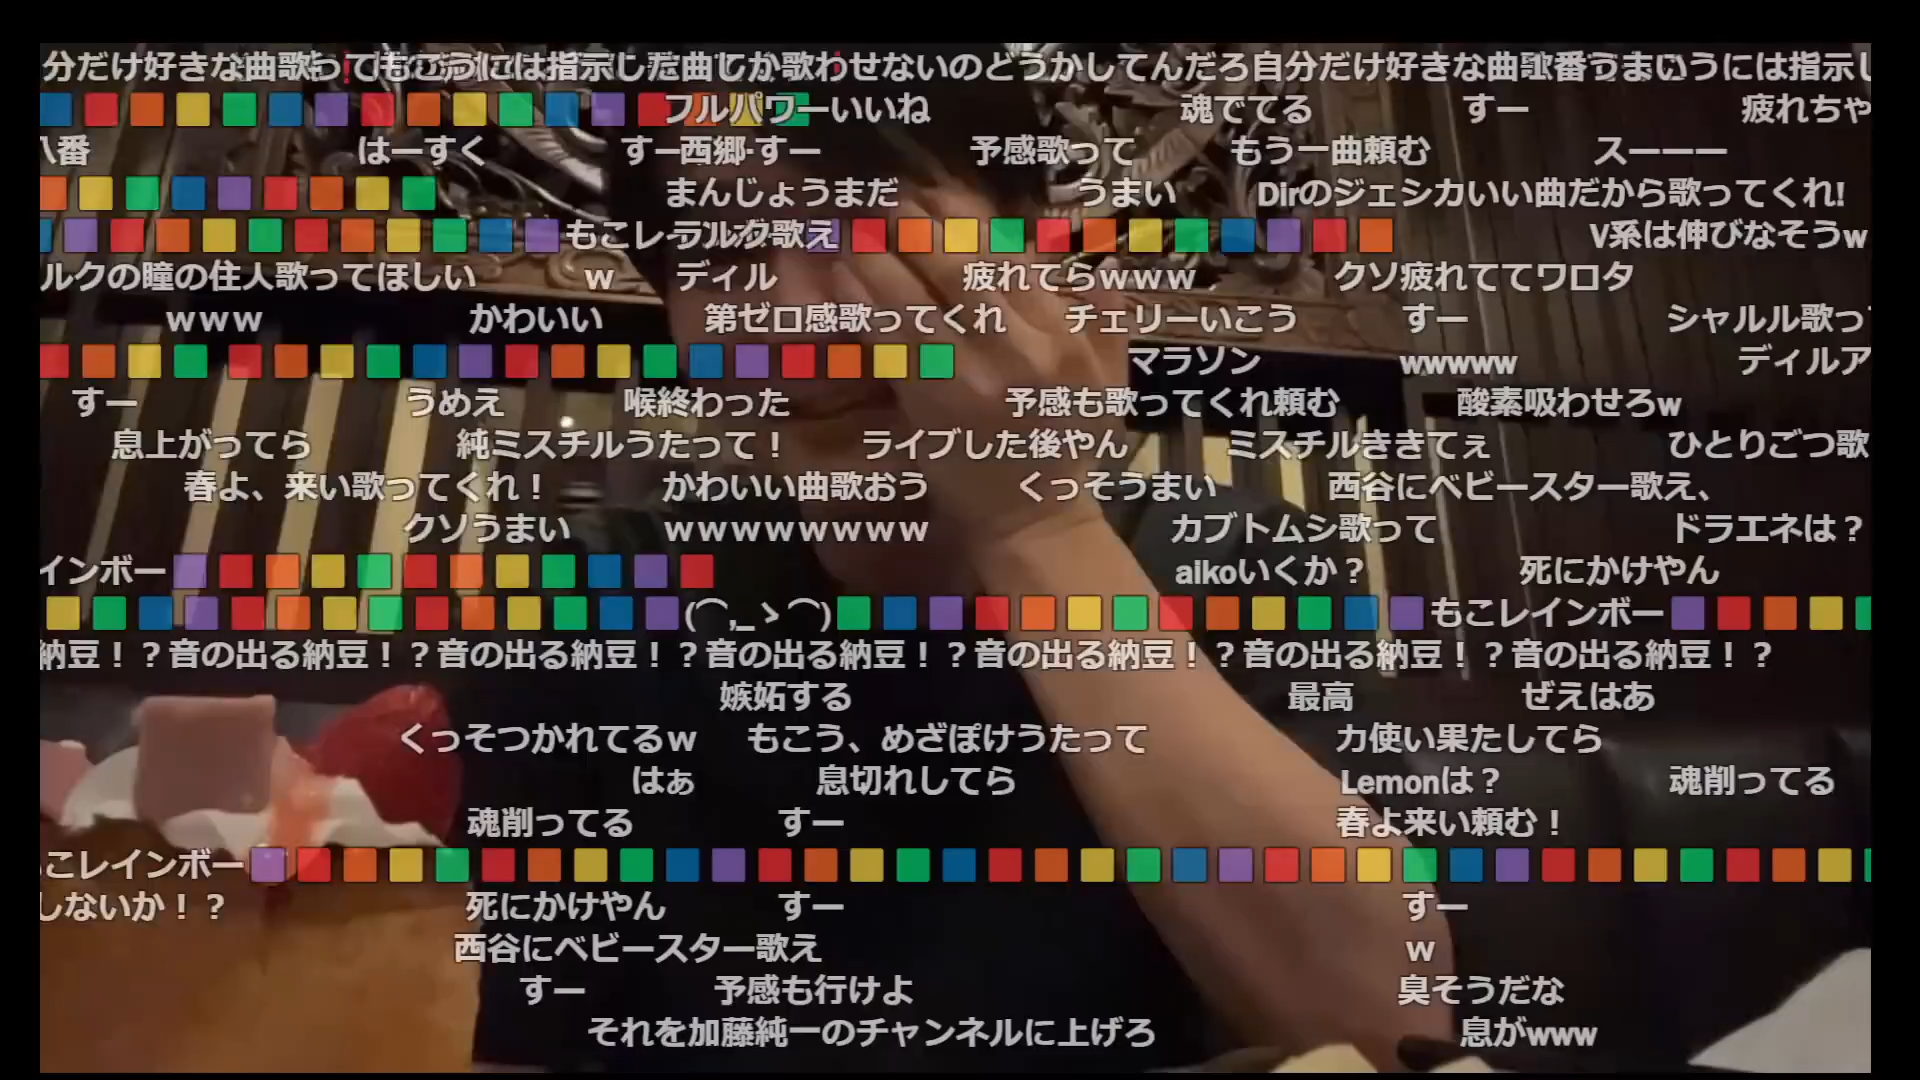 分だけ好きな曲歌ってもこうには指示した曲しか歌わせないのどうかしてんだろ自分だけ好きな曲歌 うまい うには指示し
フルパワーいいね 魂でてる すー 疲れちゃ
八番 はーすく すー 西郷 すー 予感歌って もう一曲頼む スーーー
まんじょうまだ うまい Dirのジェシカいい曲だから歌ってくれ!
もこレ ラルク歌え V系は伸びなそうw
ルクの瞳の住人歌ってほしい w ディル 疲れてらwww クソ疲れててワロタ
www かわいい 第ゼロ感歌ってくれ チェリーいこう すー シャルル歌っ
マラソン wwwww ディルア
すー うめえ 喉終わった 予感も歌ってくれ頼む 酸素吸わせろw
息上がってら 純ミスチルうたって！ ライブした後やん ミスチルききてぇ ひとりごつ歌
春よ、来い歌ってくれ！ かわいい曲歌おう くっそうまい 西谷にベビースター歌え、
クソうまい wwwwwwww カブトムシ歌って ドラエネは？
インボー aikoいくか？ 死にかけやん
(⌒,_ゝ⌒) もこレインボー
納豆！？音の出る納豆！？音の出る納豆！？音の出る納豆！？音の出る納豆！？音の出る納豆！？音の出る納豆！？
嫉妬する 最高 ぜえはあ
くっそつかれてるw もこう、めざぽけうたって 力使い果たしてら
はぁ 息切れしてら Lemonは？ 魂削ってる
魂削ってる すー 春よ来い頼む！
こレインボー
しないか！？ 死にかけやん すー すー
西谷にベビースター歌え w
すー 予感も行けよ 臭そうだな
それを加藤純一のチャンネルに上げろ 息がwww